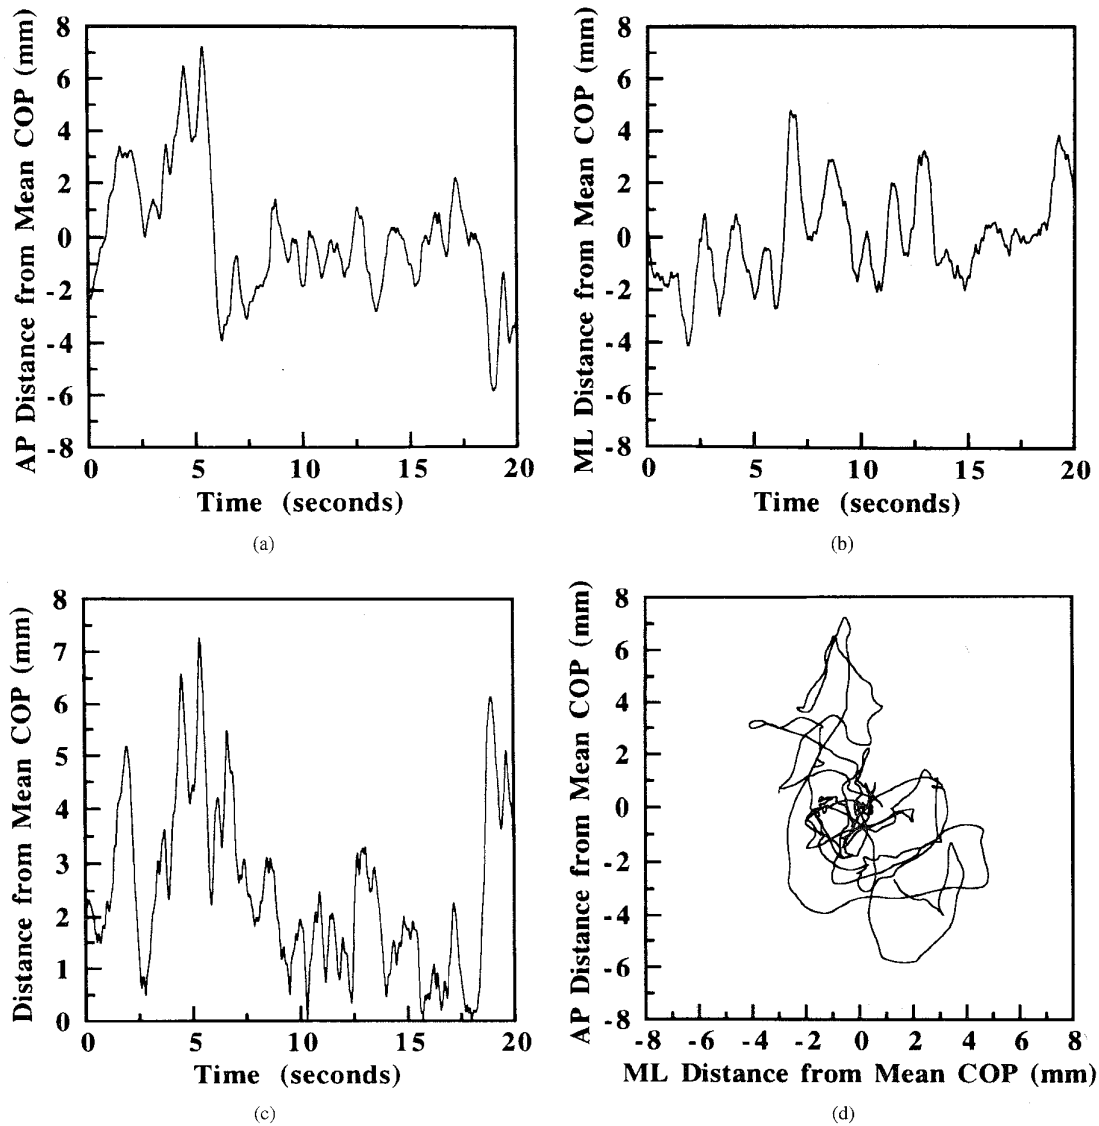 AP Distance from Mean COP (mm)
8
6
4
2
0
-2
-4
-6
-8
0 5 10 15 20
Time (seconds)
(a)
ML Distance from Mean COP (mm)
8
6
4
2
0
-2
-4
-6
-8
0 5 10 15 20
Time (seconds)
(b)
Distance from Mean COP (mm)
8
7
6
5
4
3
2
1
0
0 5 10 15 20
Time (seconds)
(c)
AP Distance from Mean COP (mm)
8
6
4
2
0
-2
-4
-6
-8
-8 -6 -4 -2 0 2 4 6 8
ML Distance from Mean COP (mm)
(d)